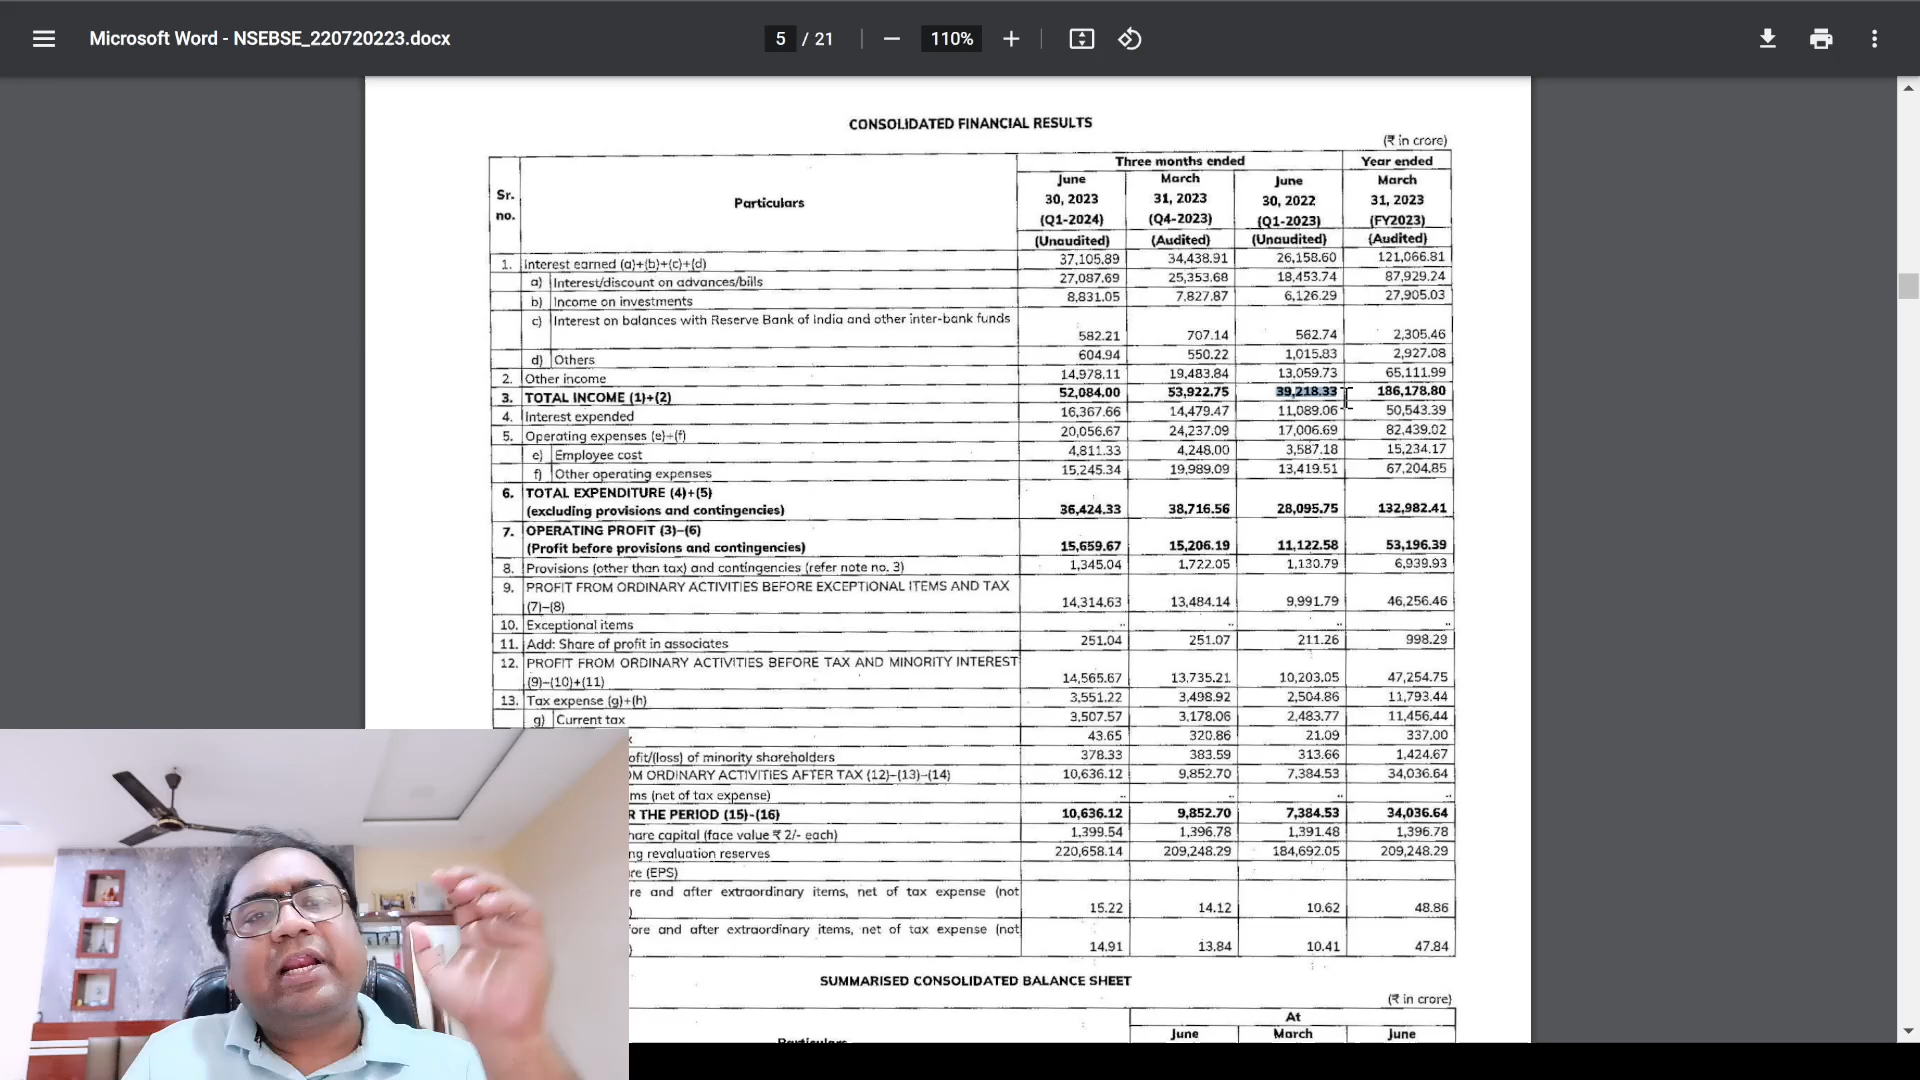 Microsoft Word - NSEBSE_220720223.docx
5 / 21
110%
CONSOLIDATED FINANCIAL RESULTS
(₹ in crore)
Sr. no. Particulars Three months ended Year ended
June 30, 2023 (Q1-2024) March 31, 2023 (Q4-2023) June 30, 2022 (Q1-2023) March 31, 2023 (FY2023)
(Unaudited) (Audited) (Unaudited) (Audited)
1. Interest earned (a)+(b)+(c)+(d) 37,105.89 34,438.91 26,158.60 121,066.81
a) Interest/discount on advances/bills 27,087.69 25,353.68 18,453.74 87,929.24
b) Income on investments 8,831.05 7,827.87 6,126.29 27,905.03
c) Interest on balances with Reserve Bank of India and other inter-bank funds
582.21 707.14 562.74 2,305.46
d) Others 604.94 550.22 1,015.83 2,927.08
2. Other income 14,978.11 19,483.84 13,059.73 65,111.99
3. TOTAL INCOME (1)+(2) 52,084.00 53,922.75 39,218.33 186,178.80
4. Interest expended 16,367.66 14,479.47 11,089.06 50,543.39
5. Operating expenses (e)+(f) 20,056.67 24,237.09 17,006.69 82,439.02
e) Employee cost 4,811.33 4,248.00 3,587.18 15,234.17
f) Other operating expenses 15,245.34 19,989.09 13,419.51 67,204.85
6. TOTAL EXPENDITURE (4)+(5)
(excluding provisions and contingencies) 36,424.33 38,716.56 28,095.75 132,982.41
7. OPERATING PROFIT (3)–(6)
(Profit before provisions and contingencies) 15,659.67 15,206.19 11,122.58 53,196.39
8. Provisions (other than tax) and contingencies (refer note no. 3) 1,345.04 1,722.05 1,130.79 6,939.93
9. PROFIT FROM ORDINARY ACTIVITIES BEFORE EXCEPTIONAL ITEMS AND TAX
(7)–(8) 14,314.63 13,484.14 9,991.79 46,256.46
10. Exceptional items .. .. .. ..
11. Add: Share of profit in associates 251.04 251.07 211.26 998.29
12. PROFIT FROM ORDINARY ACTIVITIES BEFORE TAX AND MINORITY INTEREST
(9)–(10)+(11) 14,565.67 13,735.21 10,203.05 47,254.75
13. Tax expense (g)+(h) 3,551.22 3,498.92 2,504.86 11,793.44
g) Current tax 3,507.57 3,178.06 2,483.77 11,456.44
x 43.65 320.86 21.09 337.00
ofit/(loss) of minority shareholders 378.33 383.59 313.66 1,424.67
M ORDINARY ACTIVITIES AFTER TAX (12)–(13)–(14) 10,636.12 9,852.70 7,384.53 34,036.64
ms (net of tax expense) .. .. .. ..
R THE PERIOD (15)-(16) 10,636.12 9,852.70 7,384.53 34,036.64
hare capital (face value ₹ 2/- each) 1,399.54 1,396.78 1,391.48 1,396.78
ng revaluation reserves 220,658.14 209,248.29 184,692.05 209,248.29
re (EPS)
re and after extraordinary items, net of tax expense (not
) 15.22 14.12 10.62 48.86
fore and after extraordinary items, net of tax expense (not
) 14.91 13.84 10.41 47.84
SUMMARISED CONSOLIDATED BALANCE SHEET
(₹ in crore)
At
Particulars June March June